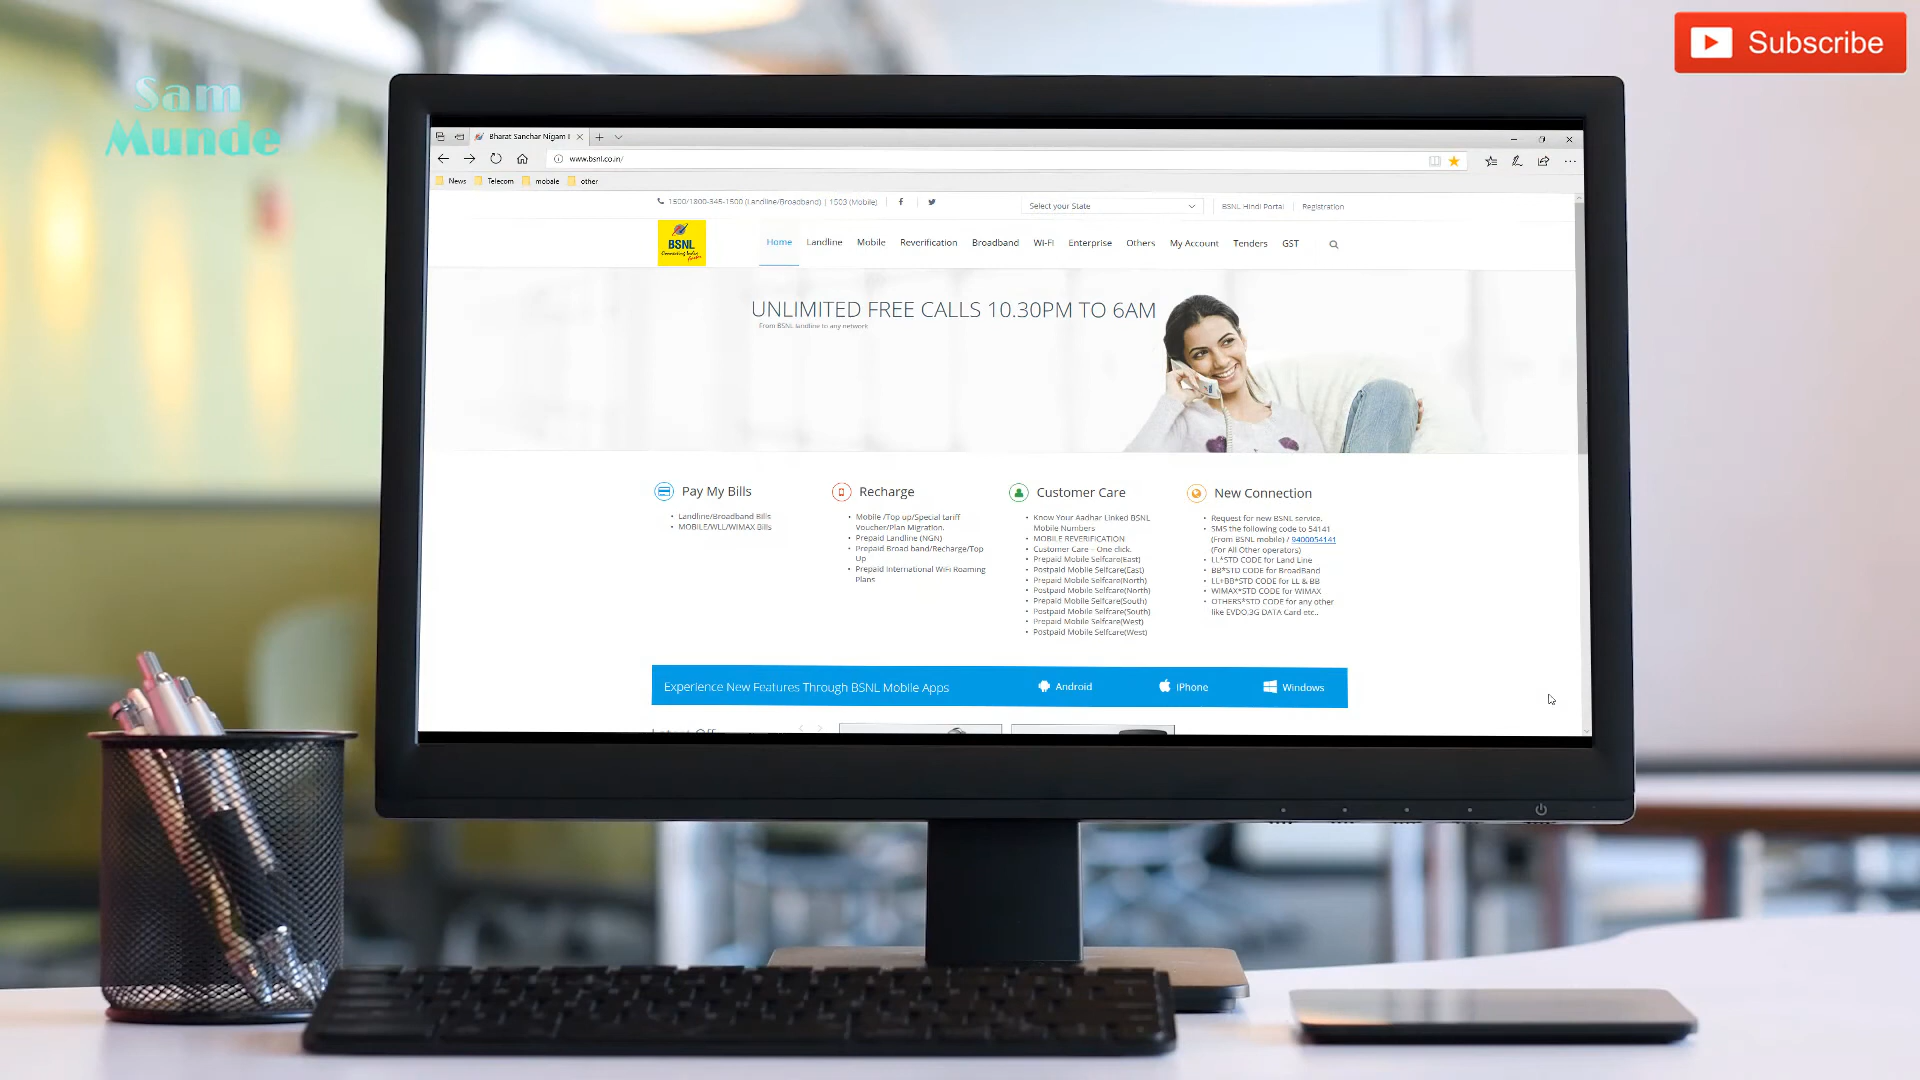 Subscribe
Sam
Munde
Bharat Sanchar Nigam
www.bsnl.co.in/
News Telecom mobale other
1500/1800-345-1500 (Landline/Broadband) | 1503 (Mobile)
Select your State
BSNL Hindi Portal
Registration
BSNL
Connecting India
Home Landline Mobile Reverification Broadband Wi-Fi Enterprise Others My Account Tenders GST
UNLIMITED FREE CALLS 10.30PM TO 6AM
From BSNL landline to any network
Pay My Bills
Landline/Broadband Bills
MOBILE/WLL/WIMAX Bills
Recharge
Mobile /Top up/Special tariff
Voucher/Plan Migration.
Prepaid Landline (NGN)
Prepaid Broad band/Recharge/Top
Up
Prepaid International WiFi Roaming
Plans
Customer Care
Know Your Aadhar Linked BSNL
Mobile Numbers
MOBILE REVERIFICATION
Customer Care – One click.
Prepaid Mobile Selfcare(East)
Postpaid Mobile Selfcare(East)
Prepaid Mobile Selfcare(North)
Postpaid Mobile Selfcare(North)
Prepaid Mobile Selfcare(South)
Postpaid Mobile Selfcare(South)
Prepaid Mobile Selfcare(West)
Postpaid Mobile Selfcare(West)
New Connection
Request for new BSNL service.
SMS the following code to 54141
(From BSNL mobile) / 9400054141
(For All Other operators)
LL*STD CODE for Land Line
BB*STD CODE for BroadBand
LL+BB*STD CODE for LL & BB
WIMAX*STD CODE for WIMAX
OTHERS*STD CODE for any other
like EVDO,3G DATA Card etc..
Experience New Features Through BSNL Mobile Apps
Android
iPhone
Windows